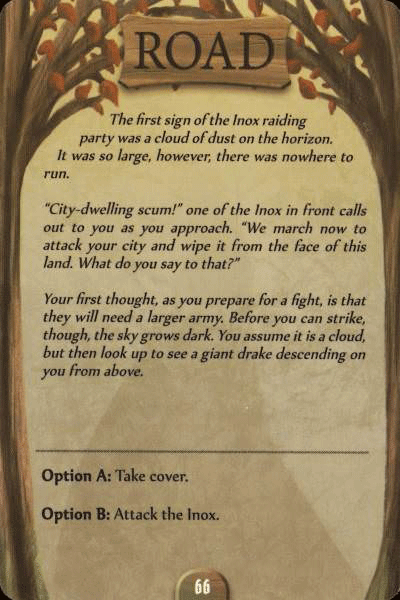 ROAD
The first sign of the Inox raiding
party was a cloud of dust on the horizon.
It was so large, however, there was nowhere to
run.
“City-dwelling scum!” one of the Inox in front calls
out to you as you approach. “We march now to
attack your city and wipe it from the face of this
land. What do you say to that?”
Your first thought, as you prepare for a fight, is that
they will need a larger army. Before you can strike,
though, the sky grows dark. You assume it is a cloud,
but then look up to see a giant drake descending on
you from above.
Option A: Take cover.
Option B: Attack the Inox.
66